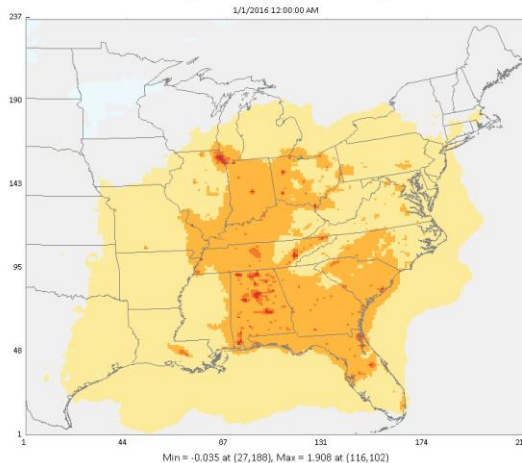 1/1/2016 12:00:00 AM
237
190
143
95
48
1
1 44 87 131 174
Min = -0.035 at (27,188), Max = 1.908 at (116,102)